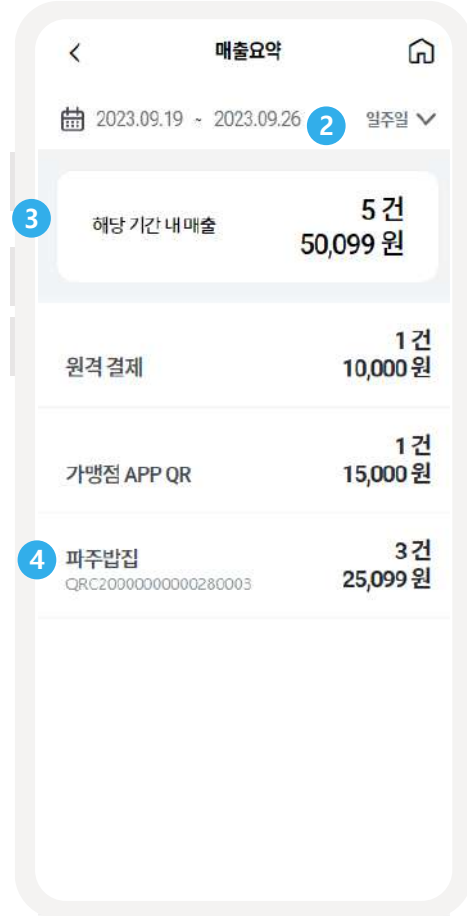 매출요약
2023.09.19 ~ 2023.09.26 2 일주일
3
해당 기간 내 매출
5 건
50,099 원
원격 결제
1 건
10,000 원
가맹점 APP QR
1 건
15,000 원
4
파주밥집
QRC20000000000280003
3 건
25,099 원